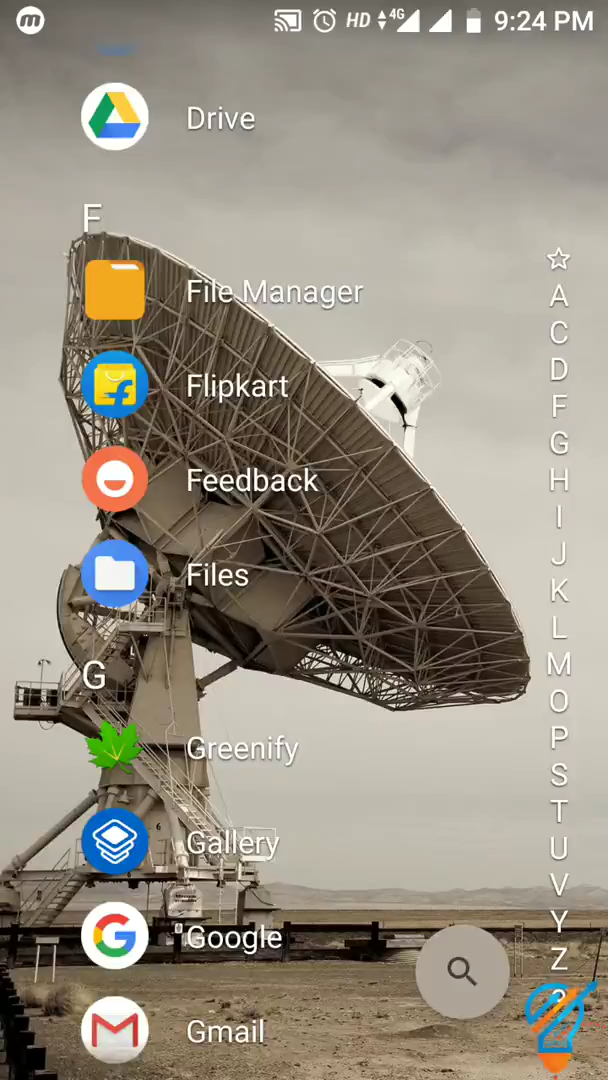 HD 4G 9:24 PM
Drive
F
File Manager
Flipkart
Feedback
Files
G
Greenify
Gallery
Google
Gmail
A
C
D
F
G
H
I
J
K
L
M
O
P
S
T
U
V
Y
Z